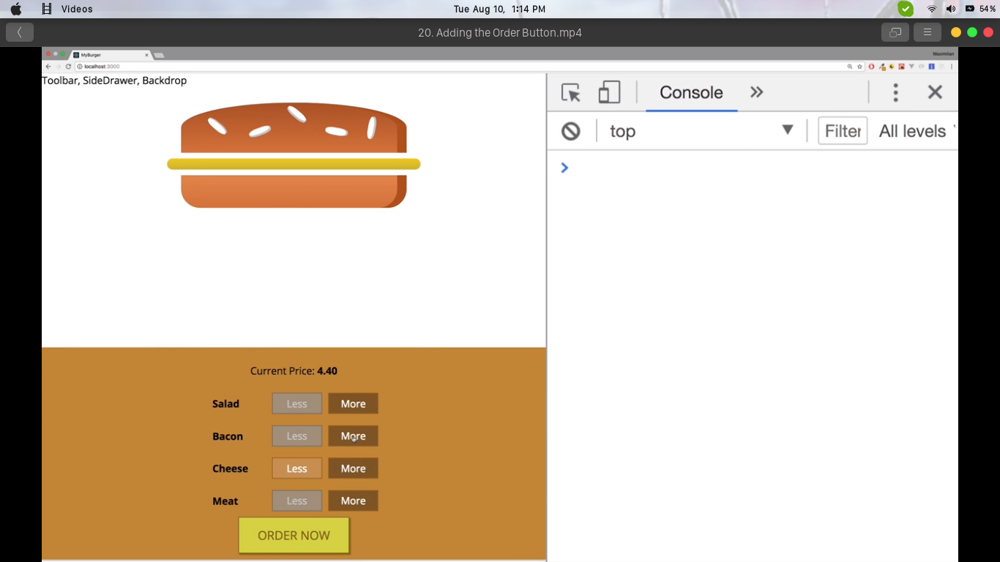 Videos
Tue Aug 10, 1:14 PM
54%
20. Adding the Order Button.mp4
MyBurger
Maximilian
localhost:3000
Toolbar, SideDrawer, Backdrop
Console
top
Filter
All levels
Current Price: 4.40
Salad Less More
Bacon Less More
Cheese Less More
Meat Less More
ORDER NOW